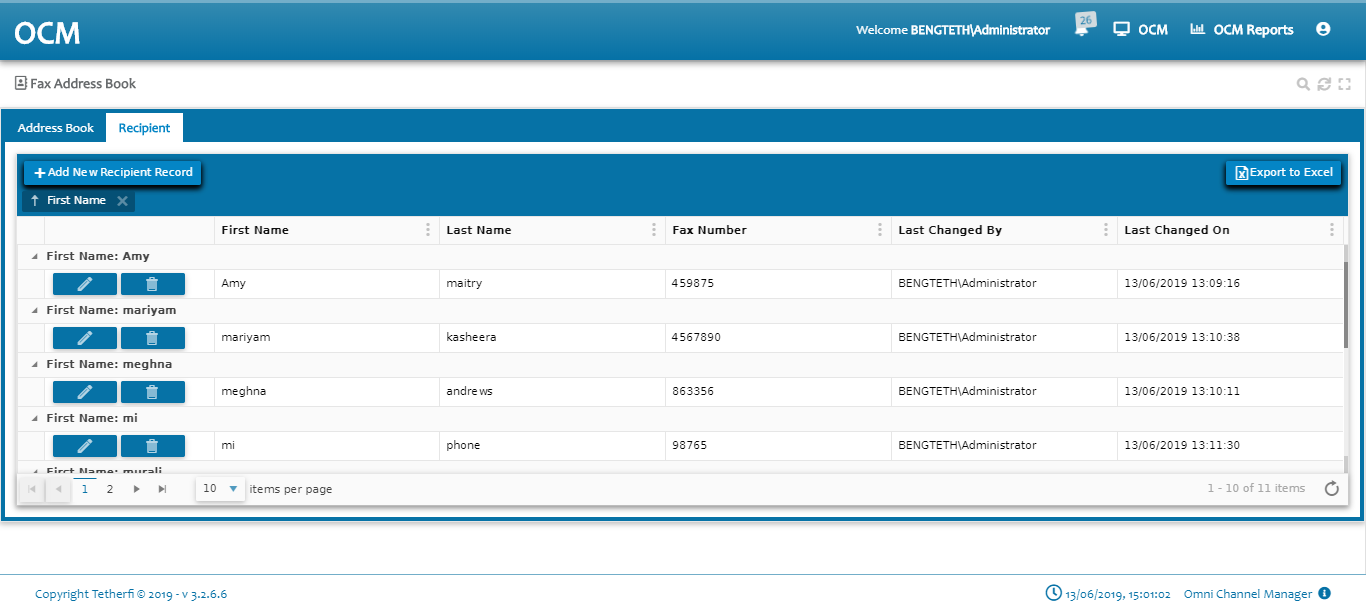 OCM
Welcome BENGTETH\Administrator 26 OCM OCM Reports
Fax Address Book
Address Book Recipient
Add New Recipient Record Export to Excel
First Name
First Name Last Name Fax Number Last Changed By Last Changed On
First Name: Amy
Amy maitry 459875 BENGTETH\Administrator 13/06/2019 13:09:16
First Name: mariyam
mariyam kasheera 4567890 BENGTETH\Administrator 13/06/2019 13:10:38
First Name: meghna
meghna andrews 863356 BENGTETH\Administrator 13/06/2019 13:10:11
First Name: mi
mi phone 98765 BENGTETH\Administrator 13/06/2019 13:11:30
First Name: murali
1 2 10 items per page 1 - 10 of 11 items
Copyright Tetherfi © 2019 - v 3.2.6.6 13/06/2019, 15:01:02 Omni Channel Manager